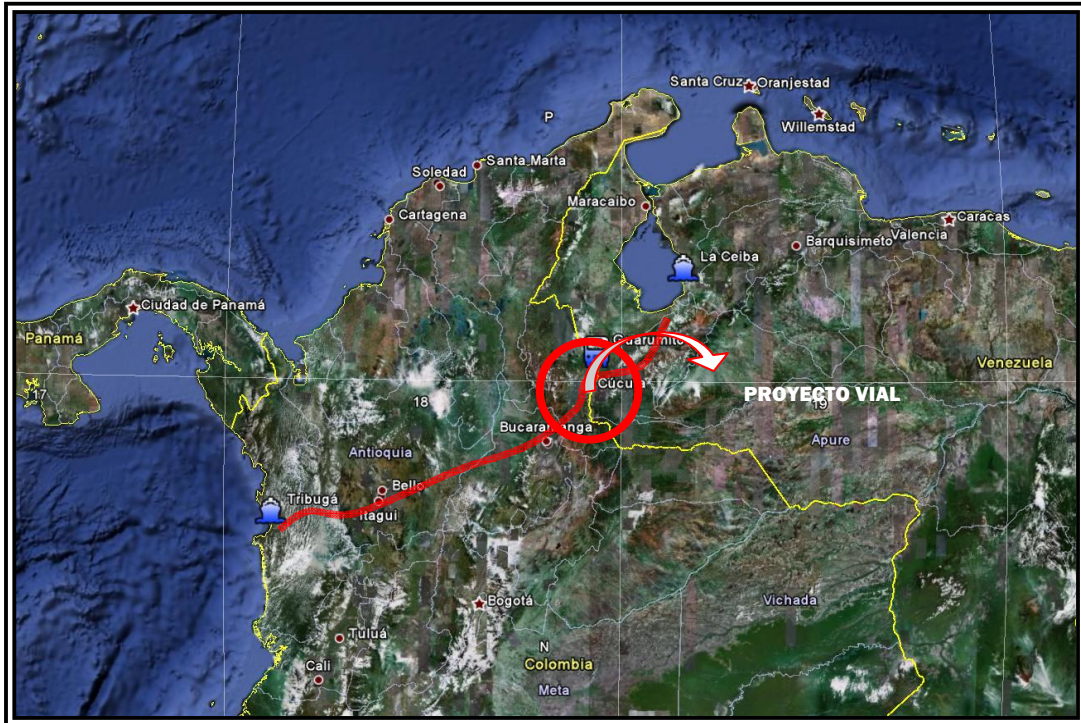 Santa Cruz Oranjestad
P
Willemstad
Santa Marta
Soledad
Maracaibo
Cartagena
Caracas
Valencia
Barquisimeto
La Ceiba
Ciudad de Panamá
Panamá
Guarumito
Venezuela
Cúcuta
17
18
PROYECTO VIAL
19
Bucaramanga
Apure
Antioquia
Bello
Tribugá
Itagui
Vichada
Bogotá
Tuluá
N
Colombia
Cali
Meta